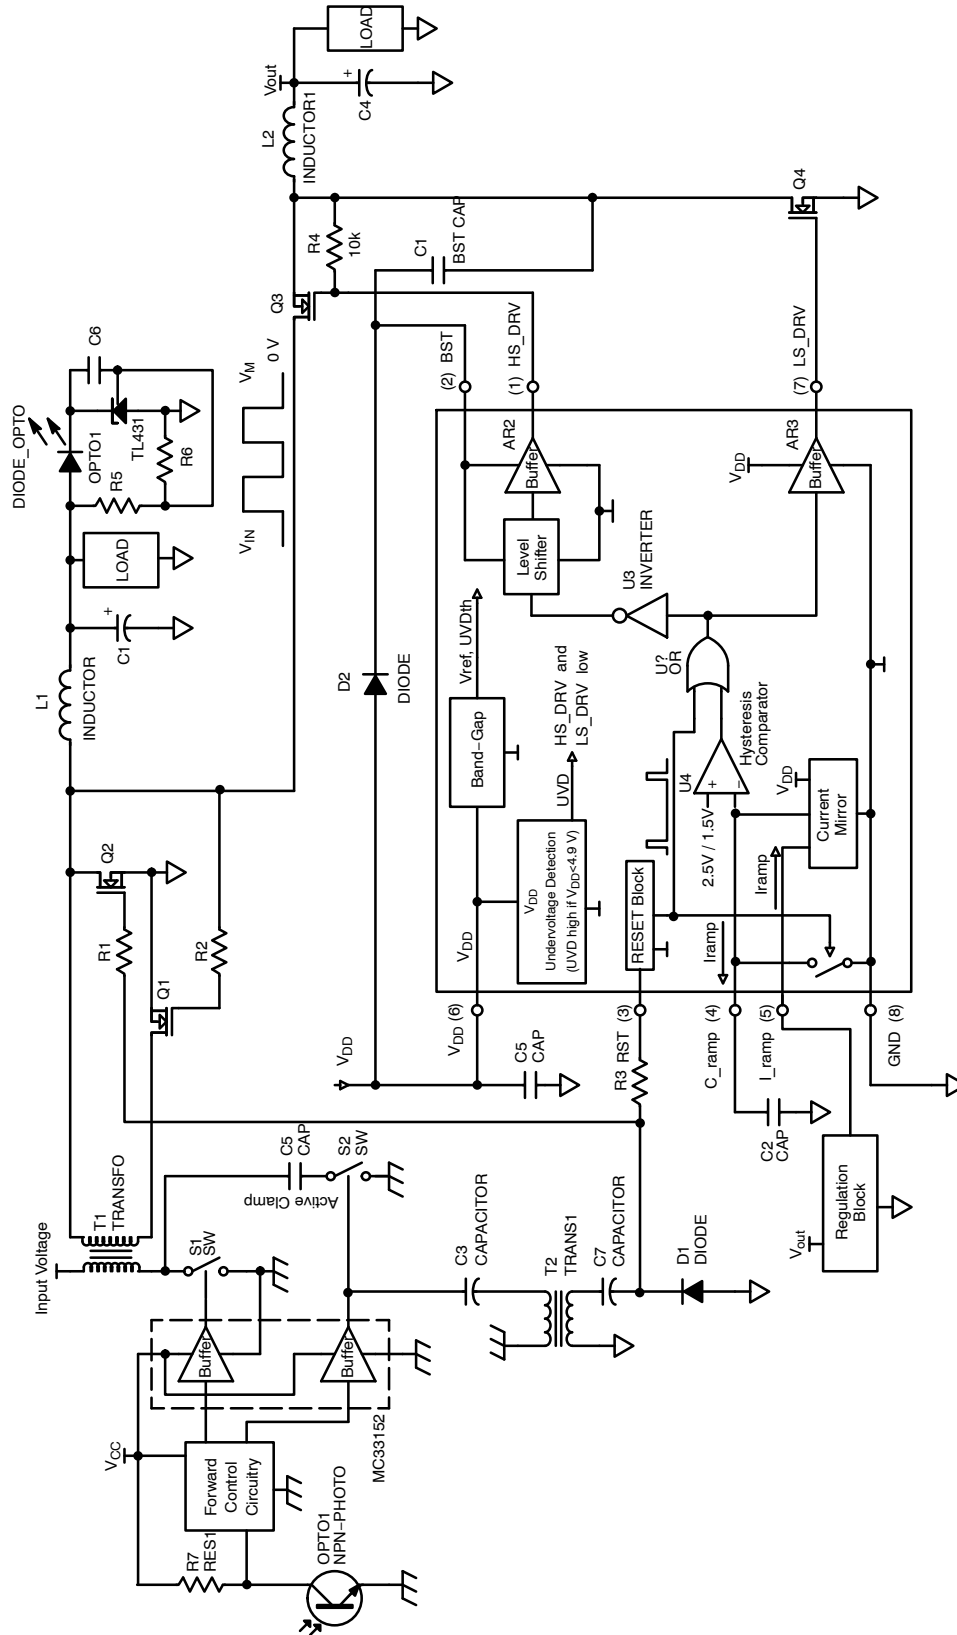 Input Voltage
T1
TRANSFO
L1
INDUCTOR
C1
+
LOAD
DIODE_OPTO
OPTO1
R5
TL431
R6
C6
R1
Q2
Q1
R2
VIN
VM
0 V
Q3
R4
10k
L2
INDUCTOR1
Vout
C4
+
LOAD
VCC
R7
RES1
Forward
Control
Circuitry
OPTO1
NPN−PHOTO
MC33152
Buffer
Buffer
S1
SW
C5
CAP
Active Clamp
S2
SW
C3
CAPACITOR
T2
TRANS1
C7
CAPACITOR
D1
DIODE
R3
VDD
C5
CAP
D2
DIODE
C1
BST CAP
VDD (6)
RST (3)
C_ramp (4)
I_ramp (5)
GND (8)
(2) BST
(1) HS_DRV
(7) LS_DRV
VDD
Band−Gap
Vref, UVDth
VDD
Undervoltage Detection
(UVD high if VDD<4.9 V)
UVD
HS_DRV and
LS_DRV low
RESET Block
Iramp
Iramp
2.5V / 1.5V
U4
+
−
Hysteresis
Comparator
VDD
Current
Mirror
U?
OR
U3
INVERTER
Level
Shifter
AR2
Buffer
VDD
AR3
Buffer
Q4
C2
CAP
Vout
Regulation
Block